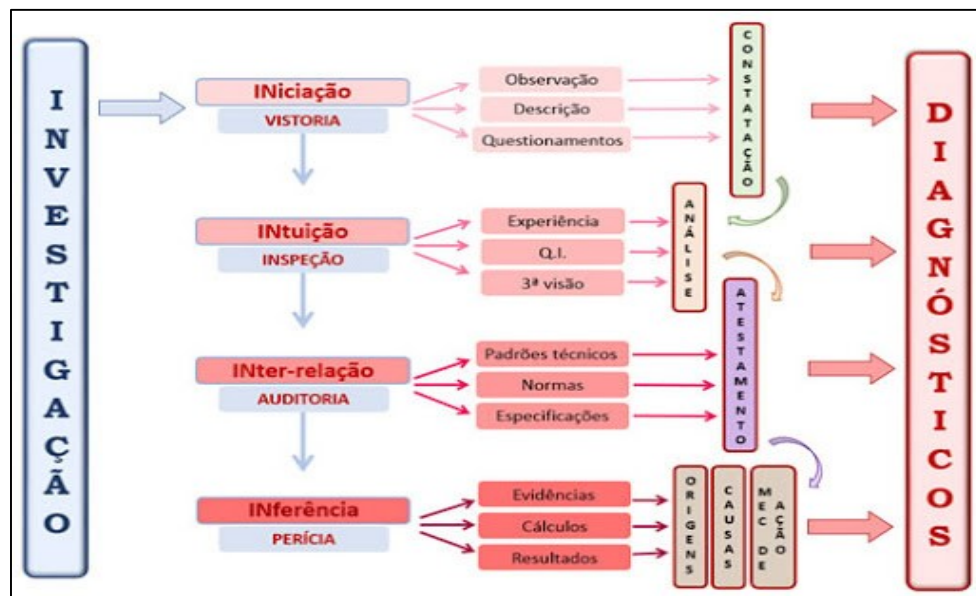 INVESTIGAÇÃO
INiciação
VISTORIA
Observação
Descrição
Questionamentos
CONSTATAÇÃO
INtuição
INSPEÇÃO
Experiência
Q.I.
3ª visão
ANÁLISE
INter-relação
AUDITORIA
Padrões técnicos
Normas
Especificações
ATESTAMENTO
INferência
PERÍCIA
Evidências
Cálculos
Resultados
ORIGENS
CAUSAS
MEC DE
AÇÃO
DIAGNÓSTICOS